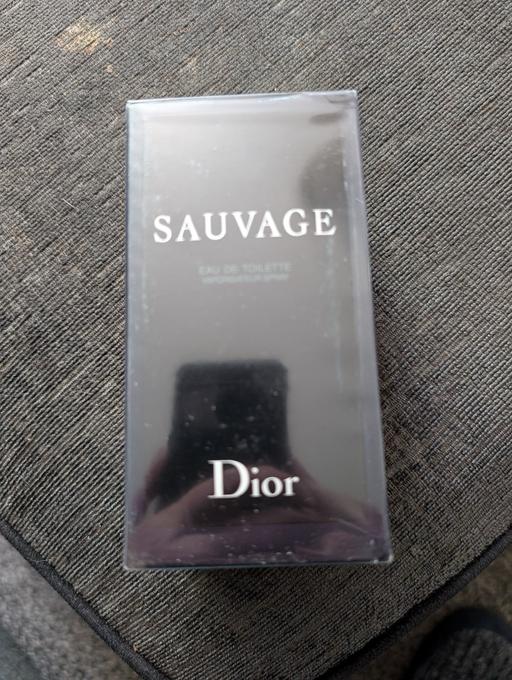 SAUVAGE
EAU DE TOILETTE
VAPORISATEUR SPRAY
Dior